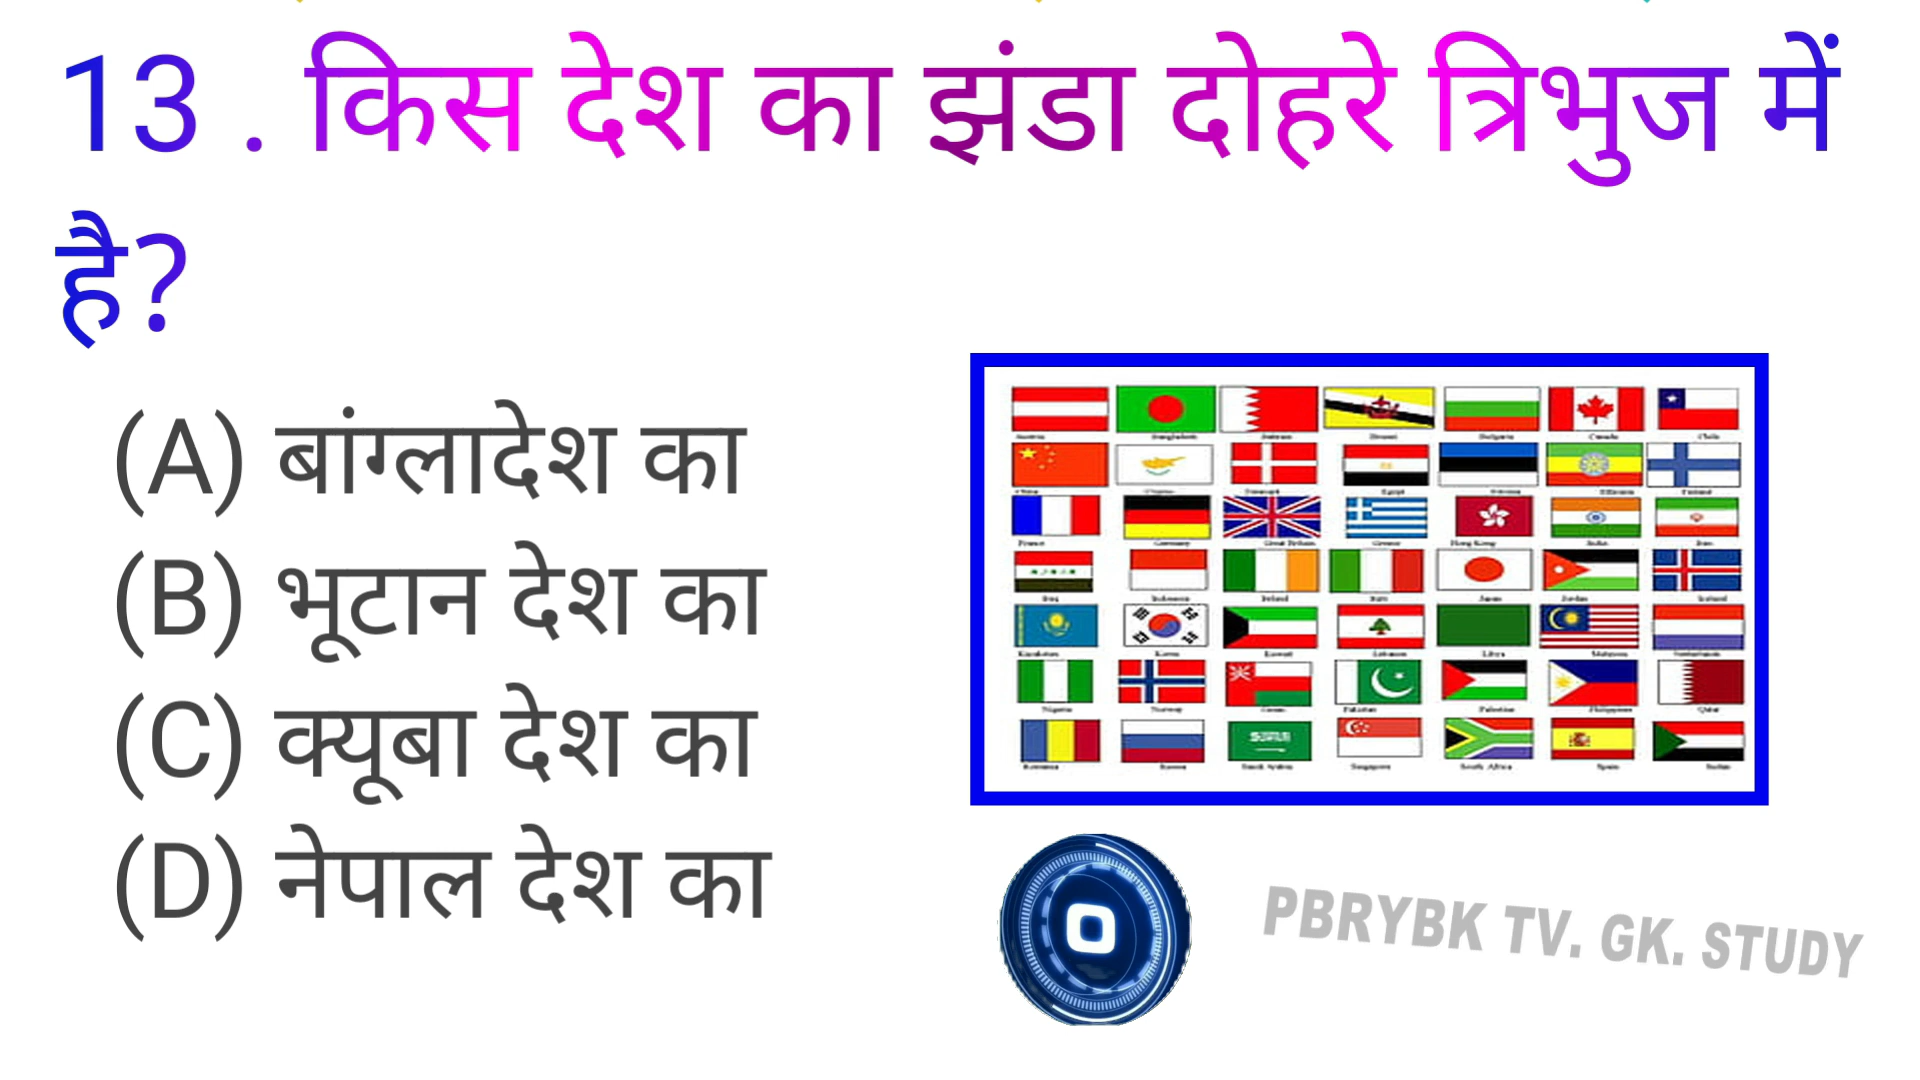 13 . किस देश का झंडा दोहरे त्रिभुज में
है?
(A) बांग्लादेश का
(B) भूटान देश का
(C) क्यूबा देश का
(D) नेपाल देश का
PBRYBK TV. GK. STUDY